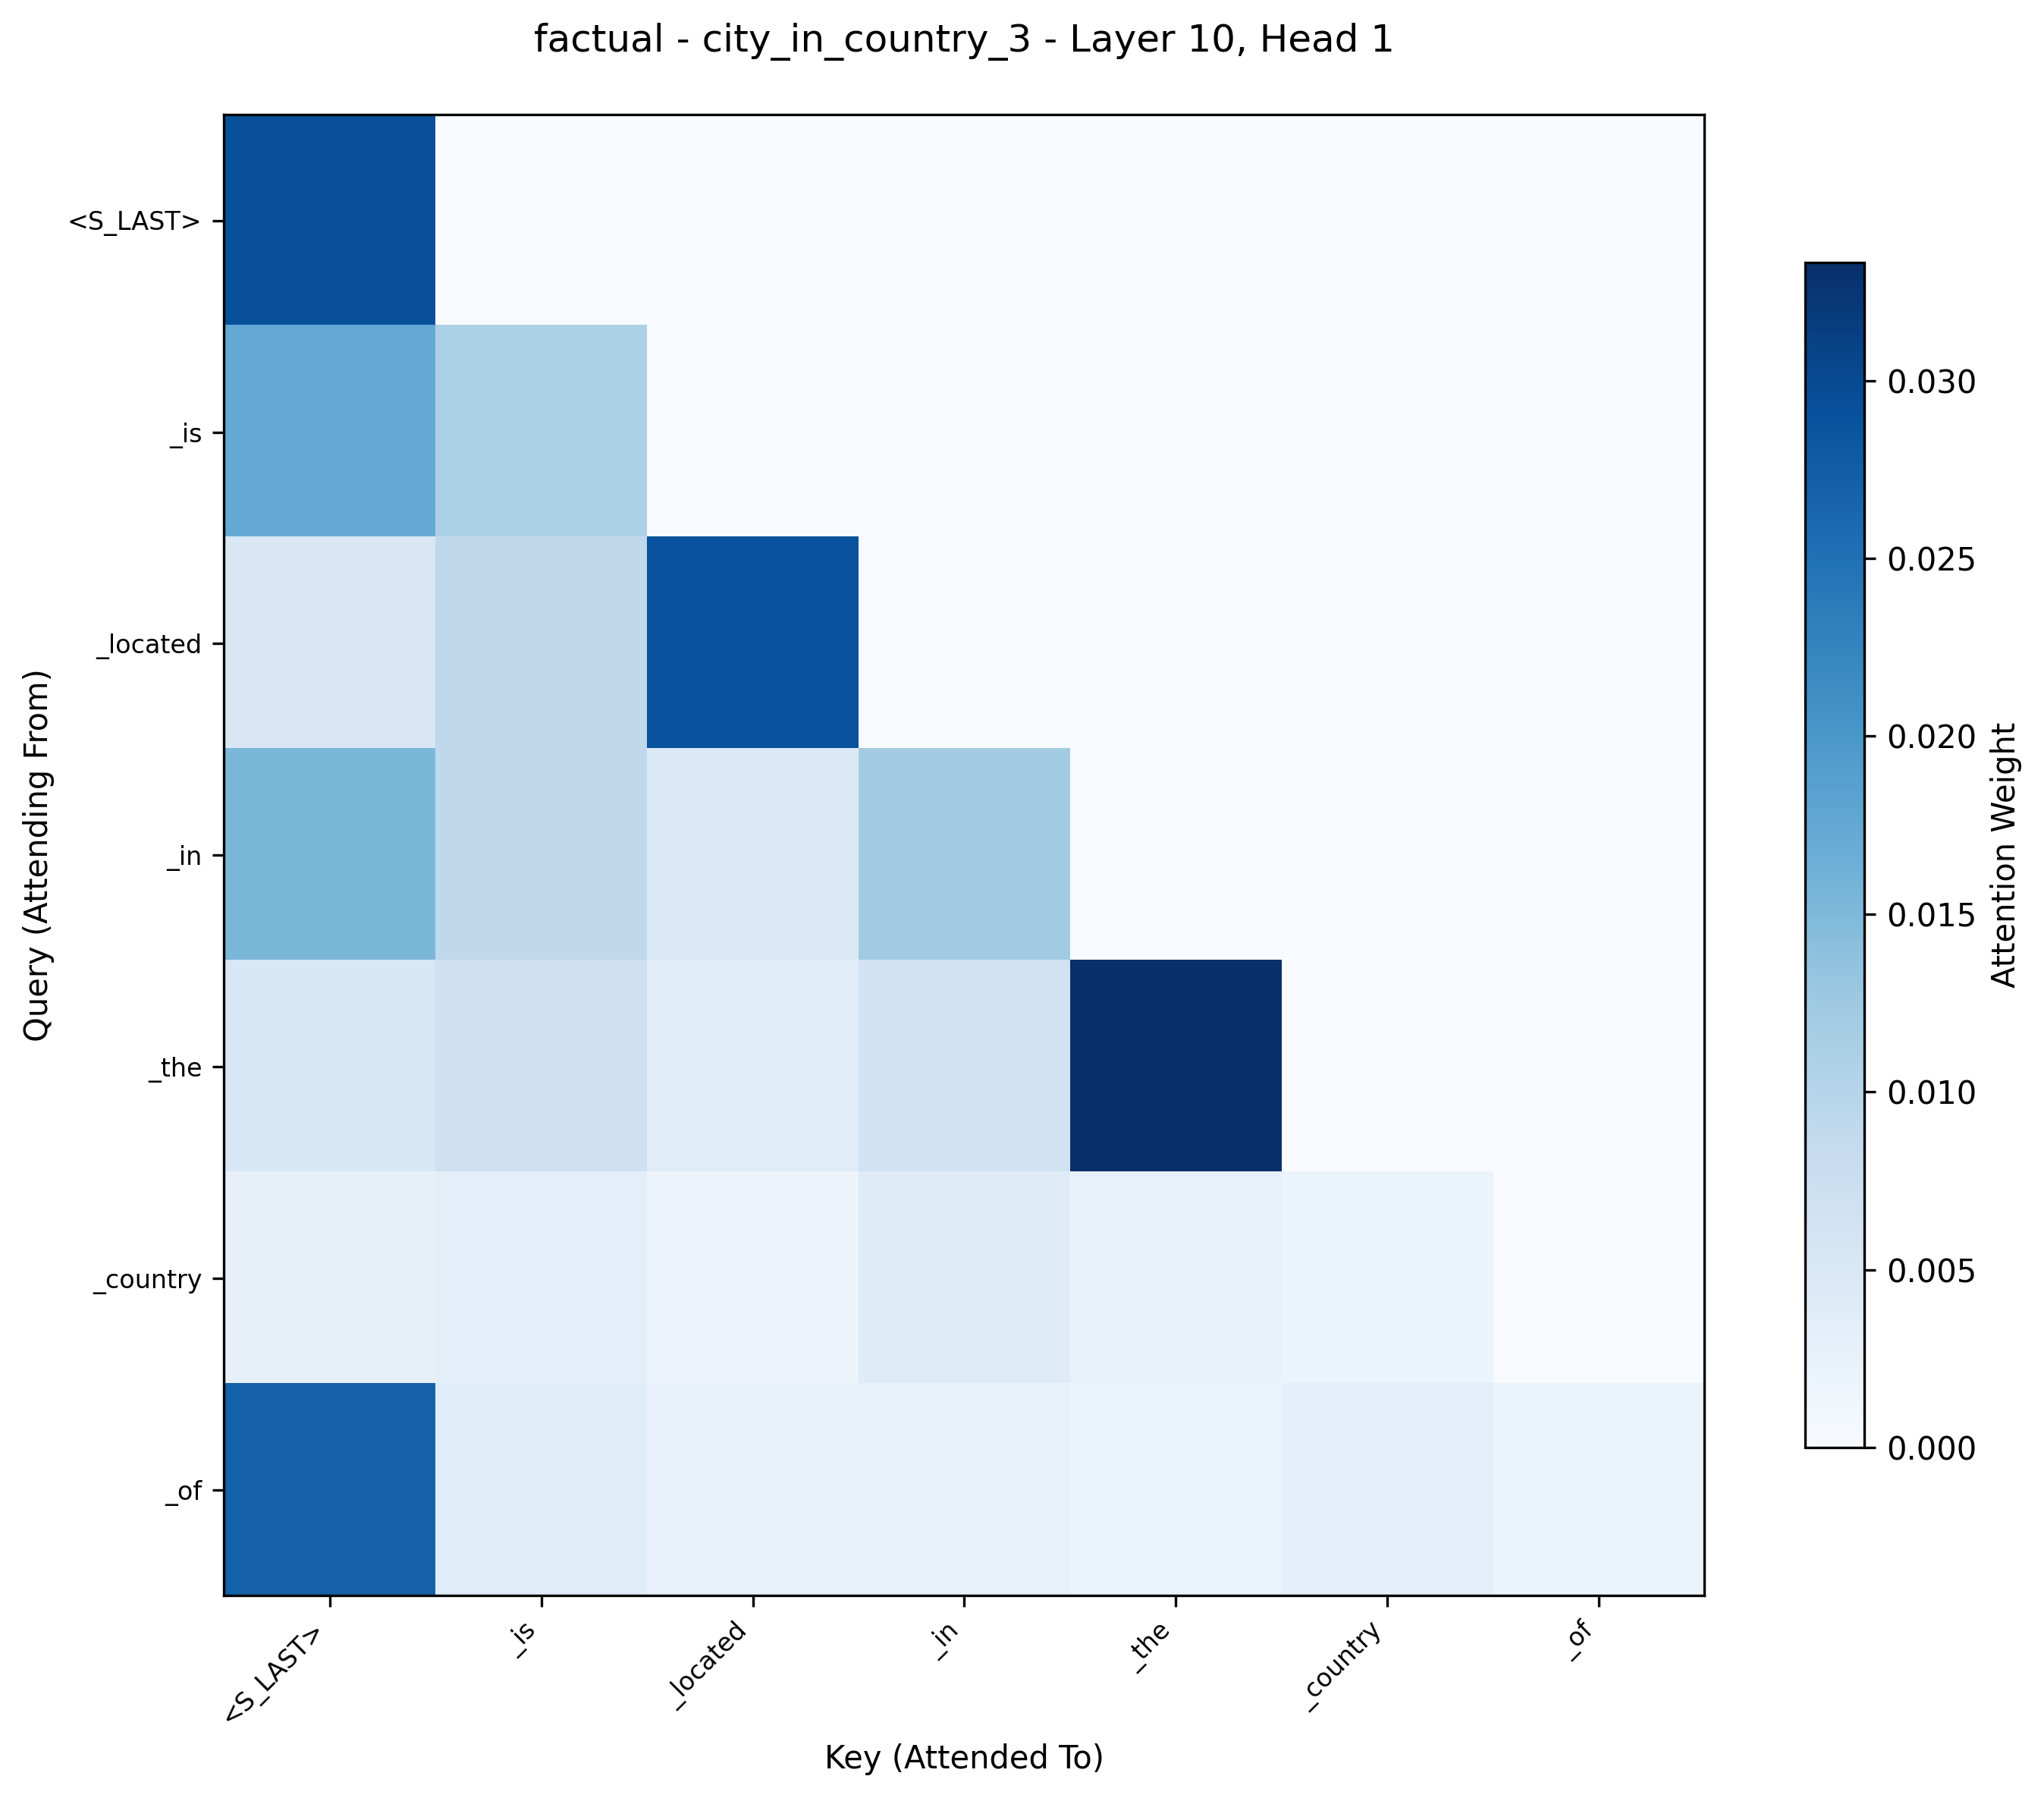 factual - city_in_country_3 - Layer 10, Head 1
Query (Attending From)
<S_LAST>
_is
_located
_in
_the
_country
_of
<S_LAST>
_is
_located
_in
_the
_country
_of
Key (Attended To)
0.030
0.025
0.020
0.015
0.010
0.005
0.000
Attention Weight